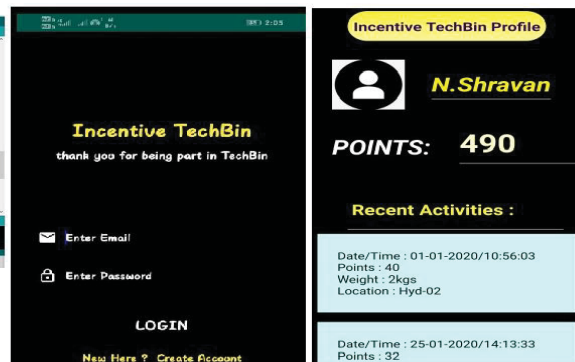 2:05
Incentive TechBin
thank you for being part in TechBin
Enter Email
Enter Password
LOGIN
New Here ? Create Account
Incentive TechBin Profile
N.Shravan
POINTS: 490
Recent Activities :
Date/Time : 01-01-2020/10:56:03
Points : 40
Weight : 2kgs
Location : Hyd-02
Date/Time : 25-01-2020/14:13:33
Points : 32